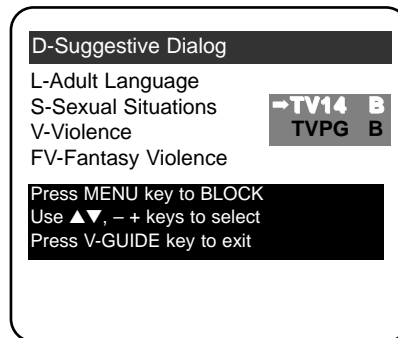 D-Suggestive Dialog
L-Adult Language
S-Sexual Situations ➡TV14 B
V-Violence TVPG B
FV-Fantasy Violence
Press MENU key to BLOCK
Use ▲▼, – + keys to select
Press V-GUIDE key to exit